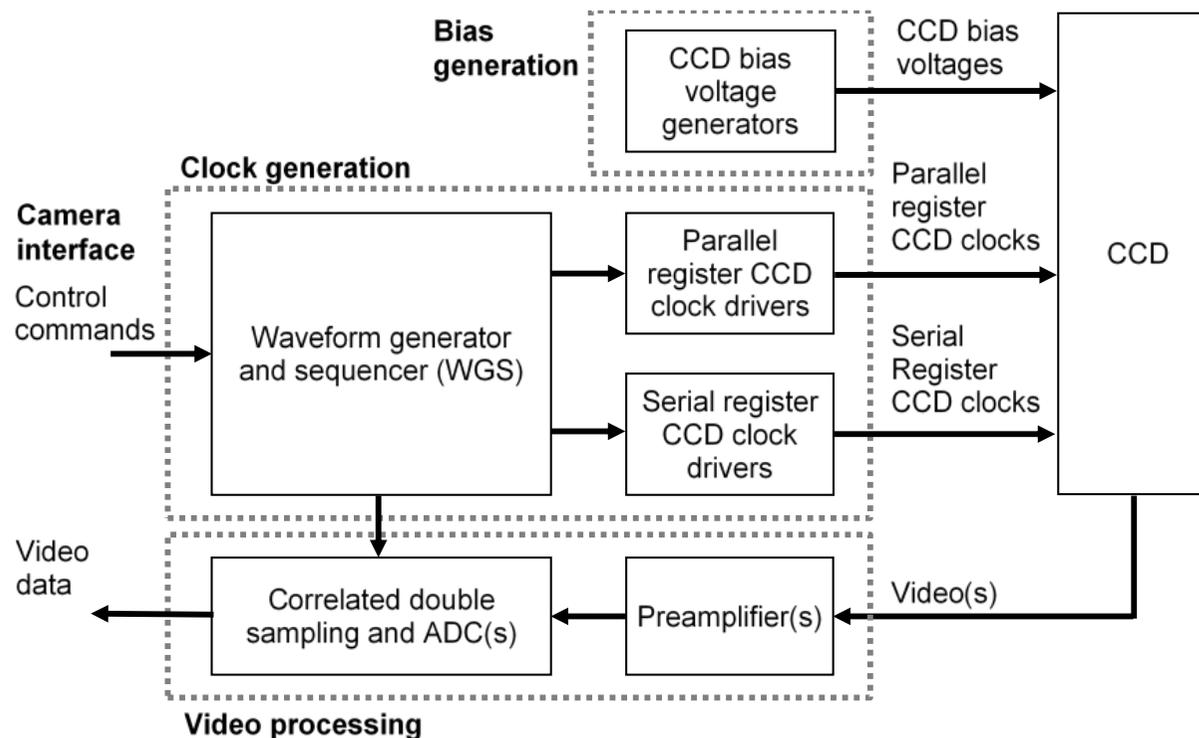 Bias
generation
CCD bias
voltage
generators
CCD bias
voltages
Clock generation
Camera
interface
Control
commands
Waveform generator
and sequencer (WGS)
Parallel
register CCD
clock drivers
Parallel
register
CCD clocks
CCD
Serial register
CCD clock
drivers
Serial
Register
CCD clocks
Video
data
Correlated double
sampling and ADC(s)
Preamplifier(s)
Video(s)
Video processing